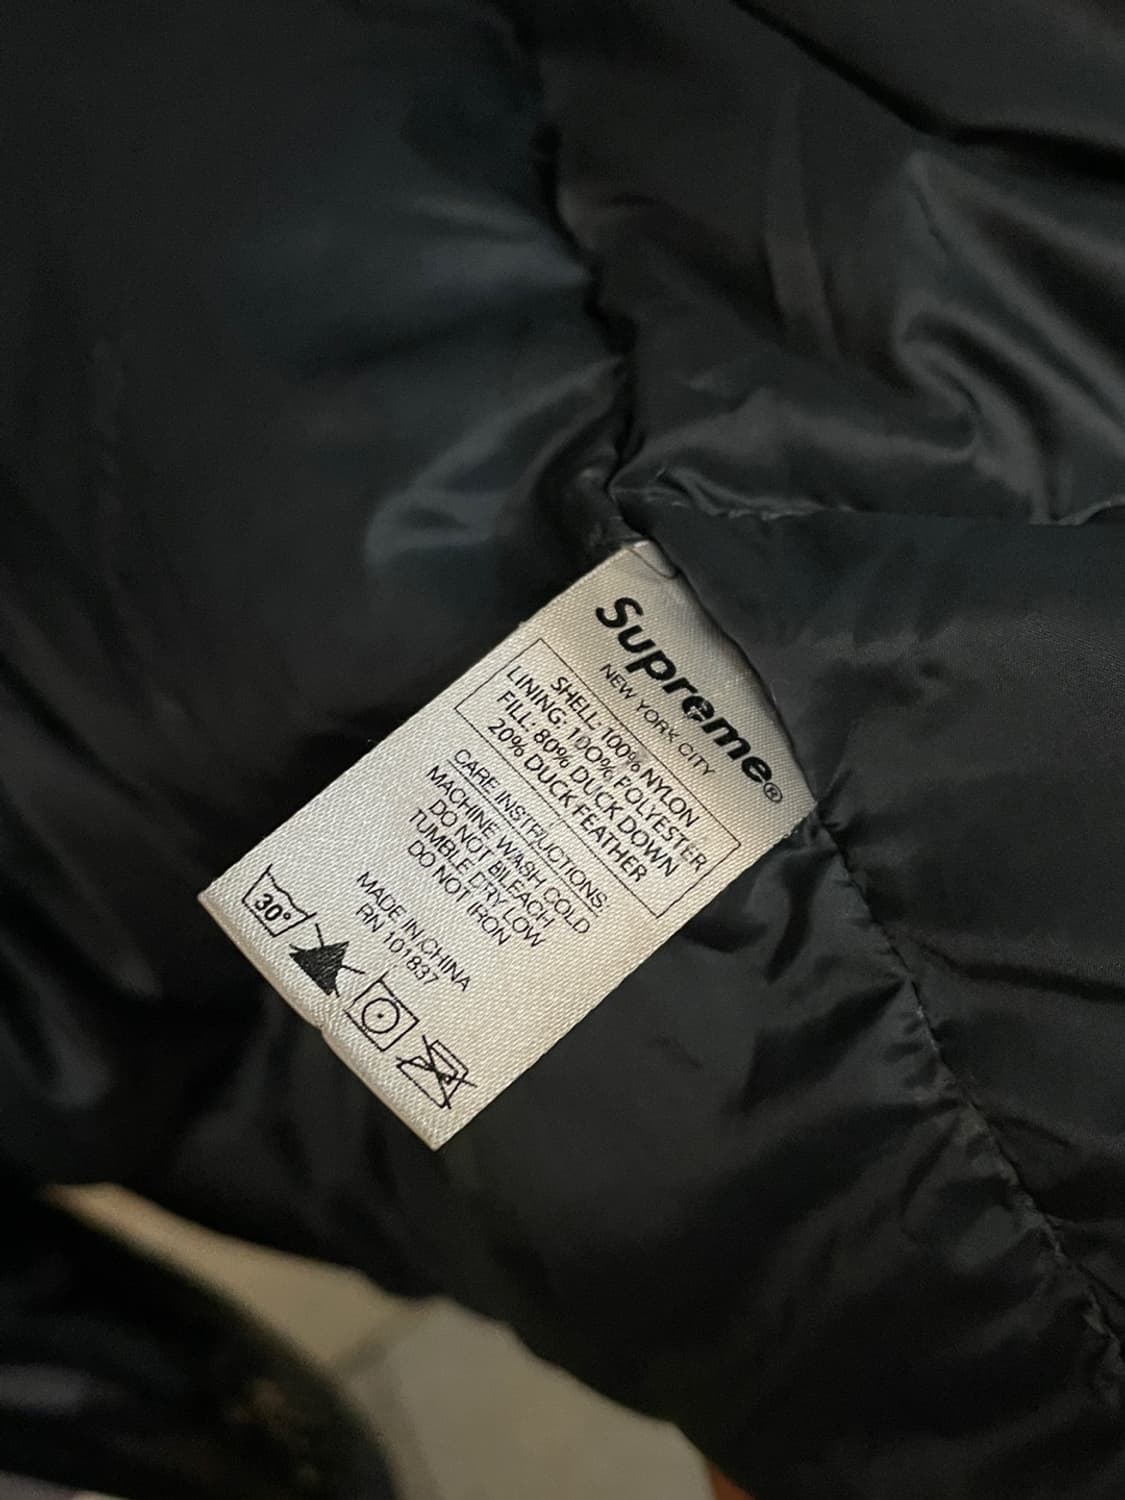 Supreme®
NEW YORK CITY
SHELL: 100% NYLON
LINING: 100% POLYESTER
FILL: 80% DUCK DOWN
20% DUCK FEATHER
CARE INSTRUCTIONS
MACHINE WASH COLD
DO NOT BLEACH
TUMBLE DRY LOW
DO NOT IRON
MADE IN CHINA
RN 101837
30°